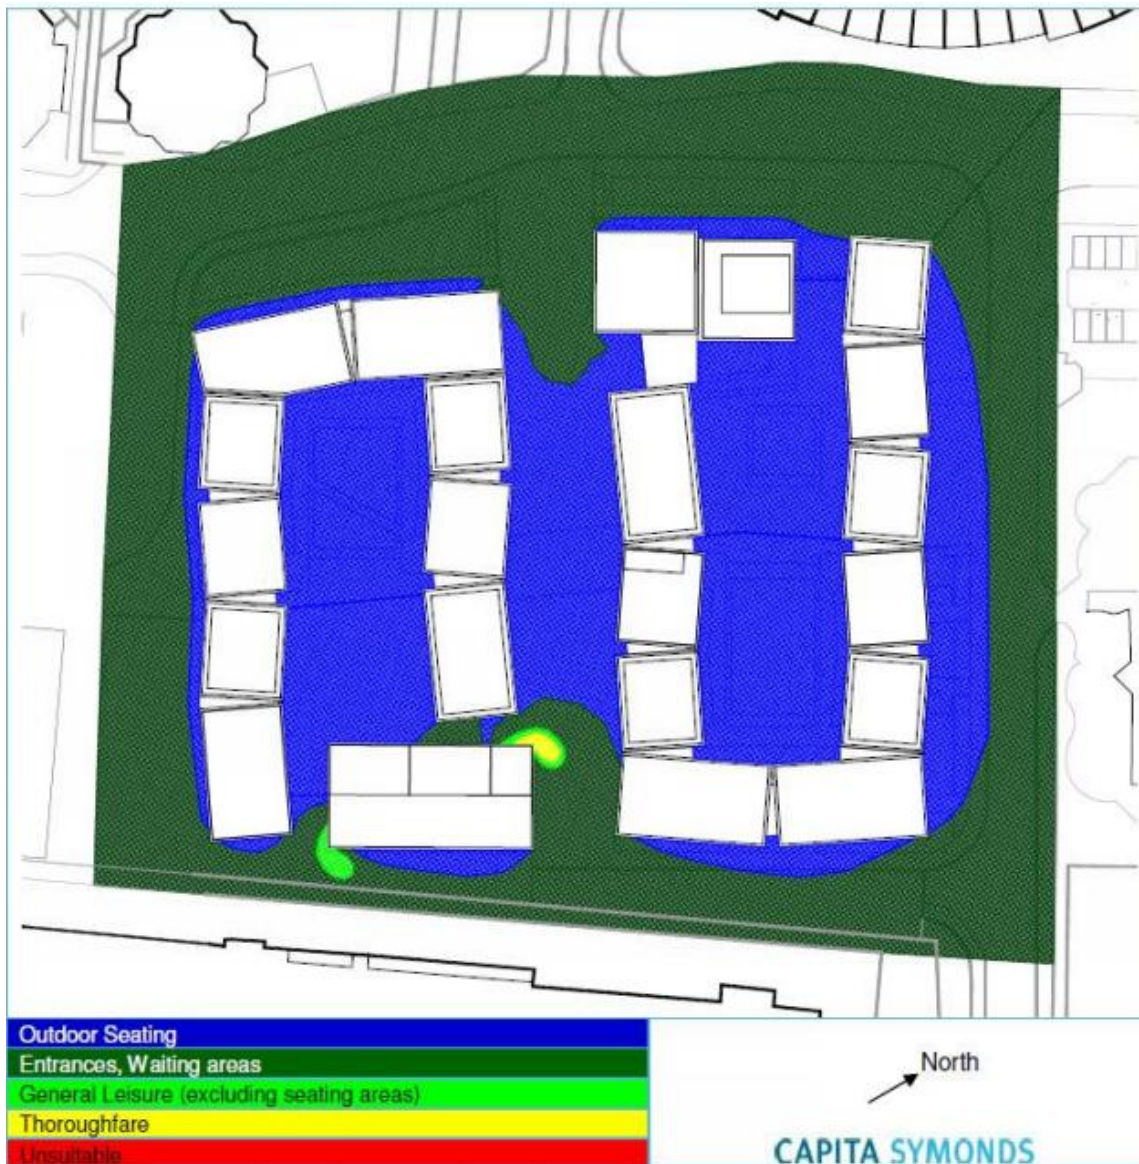 Outdoor Seating
Entrances, Waiting areas
General Leisure (excluding seating areas)
Thoroughfare
Unsuitable
North
CAPITA SYMONDS